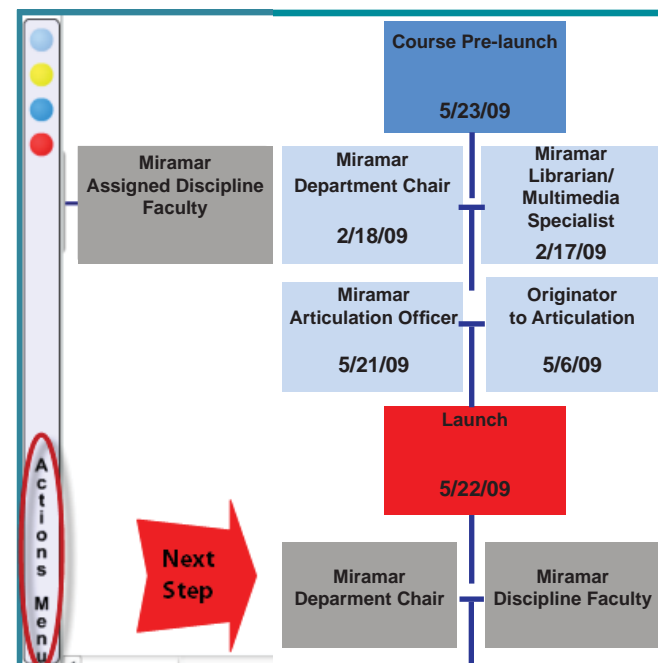 Course Pre-launch
5/23/09
Miramar
Assigned Discipline
Faculty
Miramar
Department Chair
2/18/09
Miramar
Librarian/
Multimedia
Specialist
2/17/09
Miramar
Articulation Officer
5/21/09
Originator
to Articulation
5/6/09
Launch
5/22/09
Actions Menu
Next
Step
Miramar
Deparment Chair
Miramar
Discipline Faculty